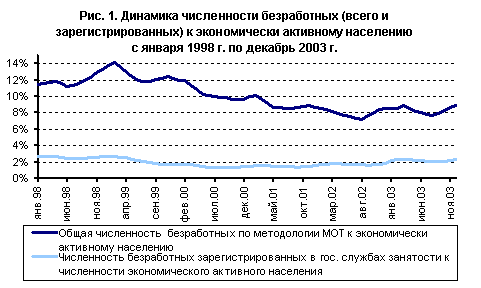 Рис. 1. Динамика численности безработных (всего и
зарегистрированных) к экономически активному населению
с января 1998 г. по декабрь 2003 г.
14%
12%
10%
8%
6%
4%
2%
0%
янв.98
июн.98
ноя.98
апр.99
сен.99
фев.00
июл.00
дек.00
май.01
окт.01
мар.02
авг.02
янв.03
июн.03
ноя.03
Общая численность безработных по методологии МОТ к экономически
активному населению
Численность безработных зарегистрированных в гос. службах занятости к
численности экономического активного населения